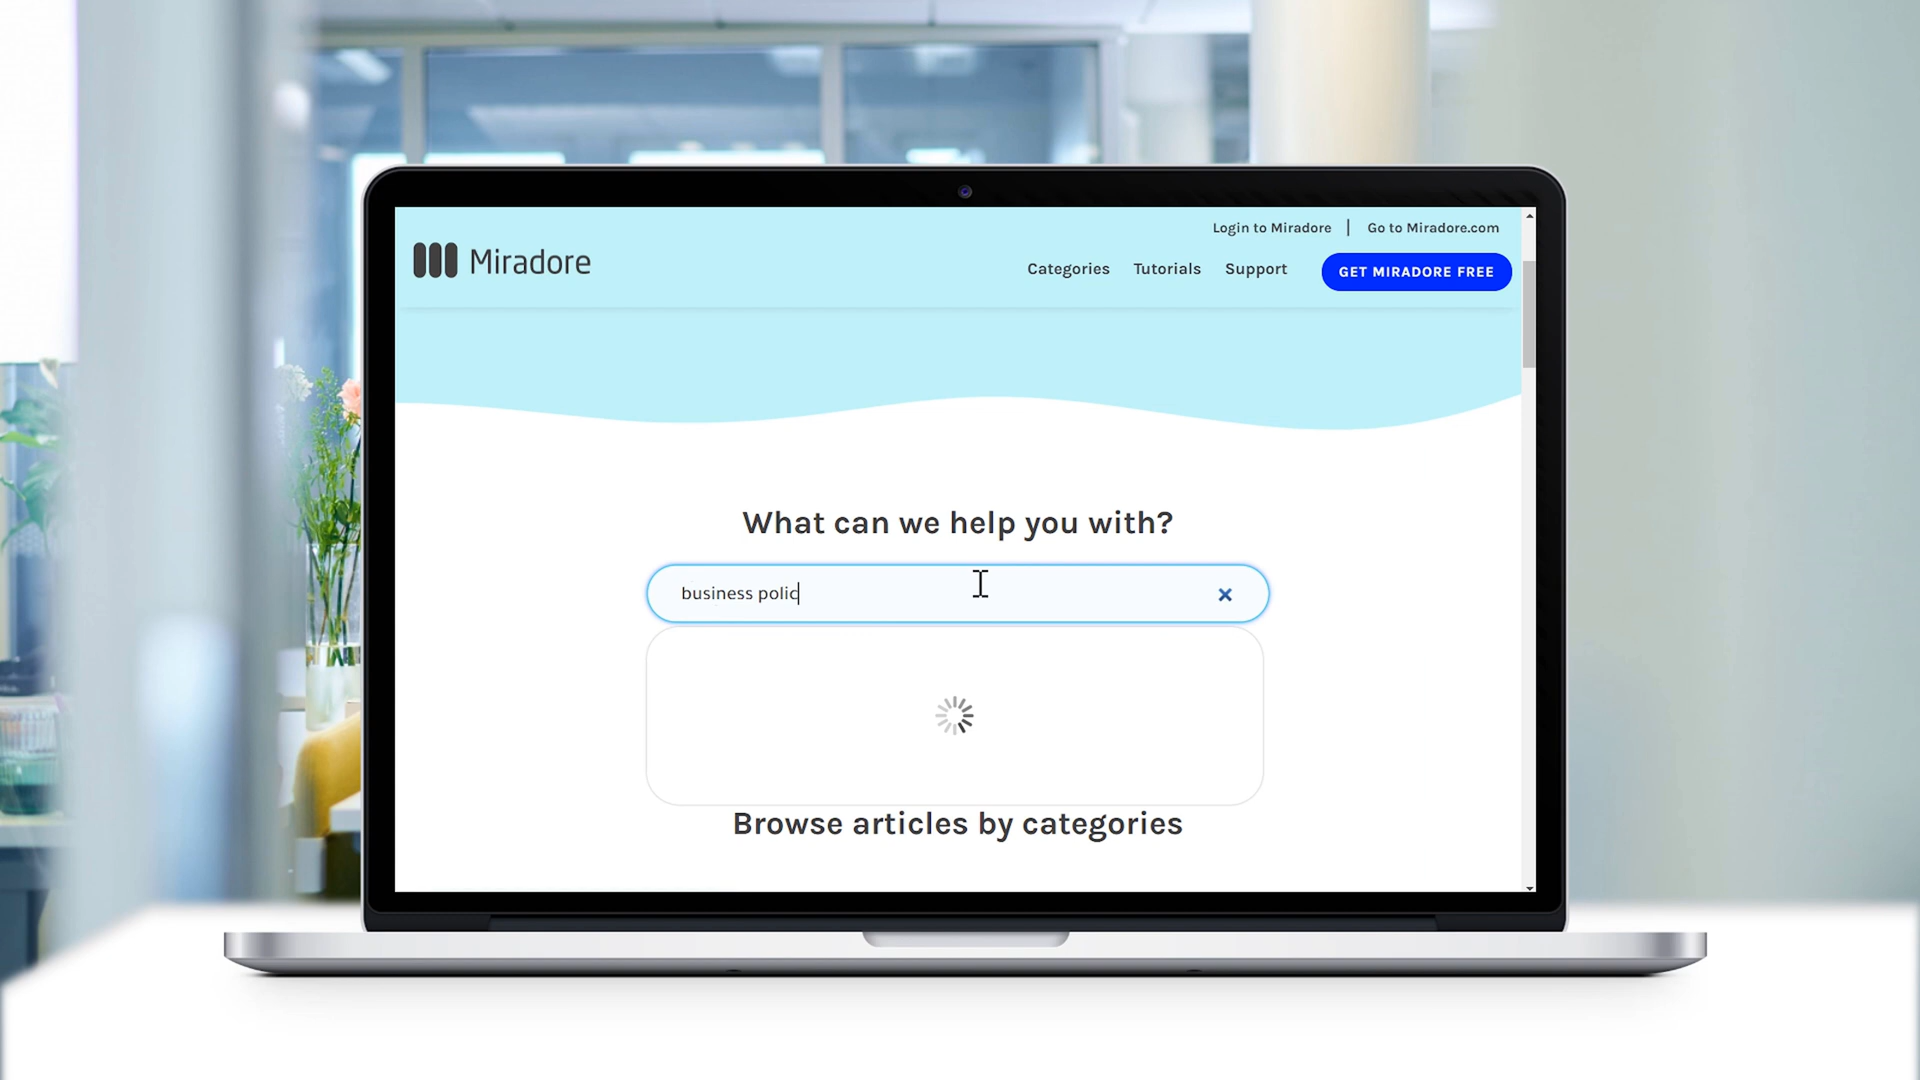 Login to Miradore | Go to Miradore.com
Miradore
Categories Tutorials Support GET MIRADORE FREE
What can we help you with?
business polic
Browse articles by categories